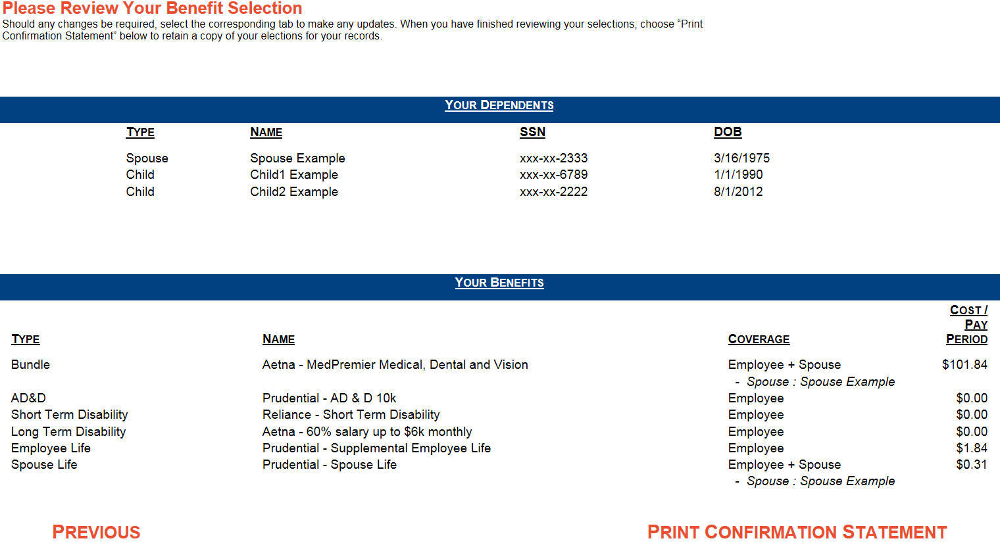 Please Review Your Benefit Selection
Should any changes be required, select the corresponding tab to make any updates. When you have finished reviewing your selections, choose “Print
Confirmation Statement” below to retain a copy of your elections for your records.
YOUR DEPENDENTS
TYPE NAME SSN DOB
Spouse Spouse Example xxx-xx-2333 3/16/1975
Child Child1 Example xxx-xx-6789 1/1/1990
Child Child2 Example xxx-xx-2222 8/1/2012
YOUR BENEFITS
COST /
PAY
TYPE NAME COVERAGE PERIOD
Bundle Aetna - MedPremier Medical, Dental and Vision Employee + Spouse $101.84
- Spouse : Spouse Example
AD&D Prudential - AD & D 10k Employee $0.00
Short Term Disability Reliance - Short Term Disability Employee $0.00
Long Term Disability Aetna - 60% salary up to $6k monthly Employee $0.00
Employee Life Prudential - Supplemental Employee Life Employee $1.84
Spouse Life Prudential - Spouse Life Employee + Spouse $0.31
- Spouse : Spouse Example
PREVIOUS PRINT CONFIRMATION STATEMENT